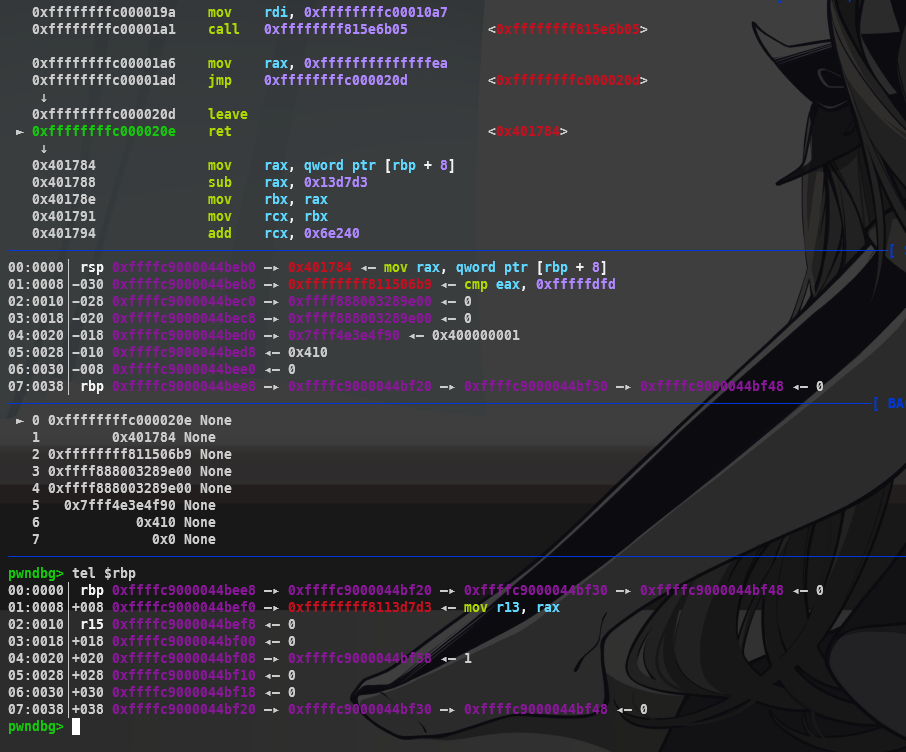 0xffffffffc000019a    mov    rdi, 0xffffffffc00010a7
0xffffffffc00001a1    call   0xffffffff815e6b05          <0xffffffff815e6b05>
0xffffffffc00001a6    mov    rax, 0xffffffffffffffea
0xffffffffc00001ad    jmp    0xffffffffc000020d          <0xffffffffc000020d>
↓
0xffffffffc000020d    leave
► 0xffffffffc000020e    ret                                <0x401784>
↓
0x401784              mov    rax, qword ptr [rbp + 8]
0x401788              sub    rax, 0x13d7d3
0x40178e              mov    rbx, rax
0x401791              mov    rcx, rbx
0x401794              add    rcx, 0x6e240
[
00:0000│ rsp 0xffffc9000044beb0 —▸ 0x401784 ◂— mov rax, qword ptr [rbp + 8]
01:0008│-030 0xffffc9000044beb8 —▸ 0xffffffff811506b9 ◂— cmp eax, 0xfffffdfd
02:0010│-028 0xffffc9000044bec0 —▸ 0xffff888003289e00 ◂— 0
03:0018│-020 0xffffc9000044bec8 —▸ 0xffff888003289e00 ◂— 0
04:0020│-018 0xffffc9000044bed0 —▸ 0x7fff4e3e4f90 ◂— 0x400000001
05:0028│-010 0xffffc9000044bed8 ◂— 0x410
06:0030│-008 0xffffc9000044bee0 ◂— 0
07:0038│ rbp 0xffffc9000044bee8 —▸ 0xffffc9000044bf20 —▸ 0xffffc9000044bf30 —▸ 0xffffc9000044bf48 ◂— 0
[ BA
► 0 0xffffffffc000020e None
1         0x401784 None
2 0xffffffff811506b9 None
3 0xffff888003289e00 None
4 0xffff888003289e00 None
5   0x7fff4e3e4f90 None
6            0x410 None
7              0x0 None
pwndbg> tel $rbp
00:0000│ rbp 0xffffc9000044bee8 —▸ 0xffffc9000044bf20 —▸ 0xffffc9000044bf30 —▸ 0xffffc9000044bf48 ◂— 0
01:0008│+008 0xffffc9000044bef0 —▸ 0xffffffff8113d7d3 ◂— mov r13, rax
02:0010│ r15 0xffffc9000044bef8 ◂— 0
03:0018│+018 0xffffc9000044bf00 ◂— 0
04:0020│+020 0xffffc9000044bf08 —▸ 0xffffc9000044bf58 ◂— 1
05:0028│+028 0xffffc9000044bf10 ◂— 0
06:0030│+030 0xffffc9000044bf18 ◂— 0
07:0038│+038 0xffffc9000044bf20 —▸ 0xffffc9000044bf30 —▸ 0xffffc9000044bf48 ◂— 0
pwndbg>